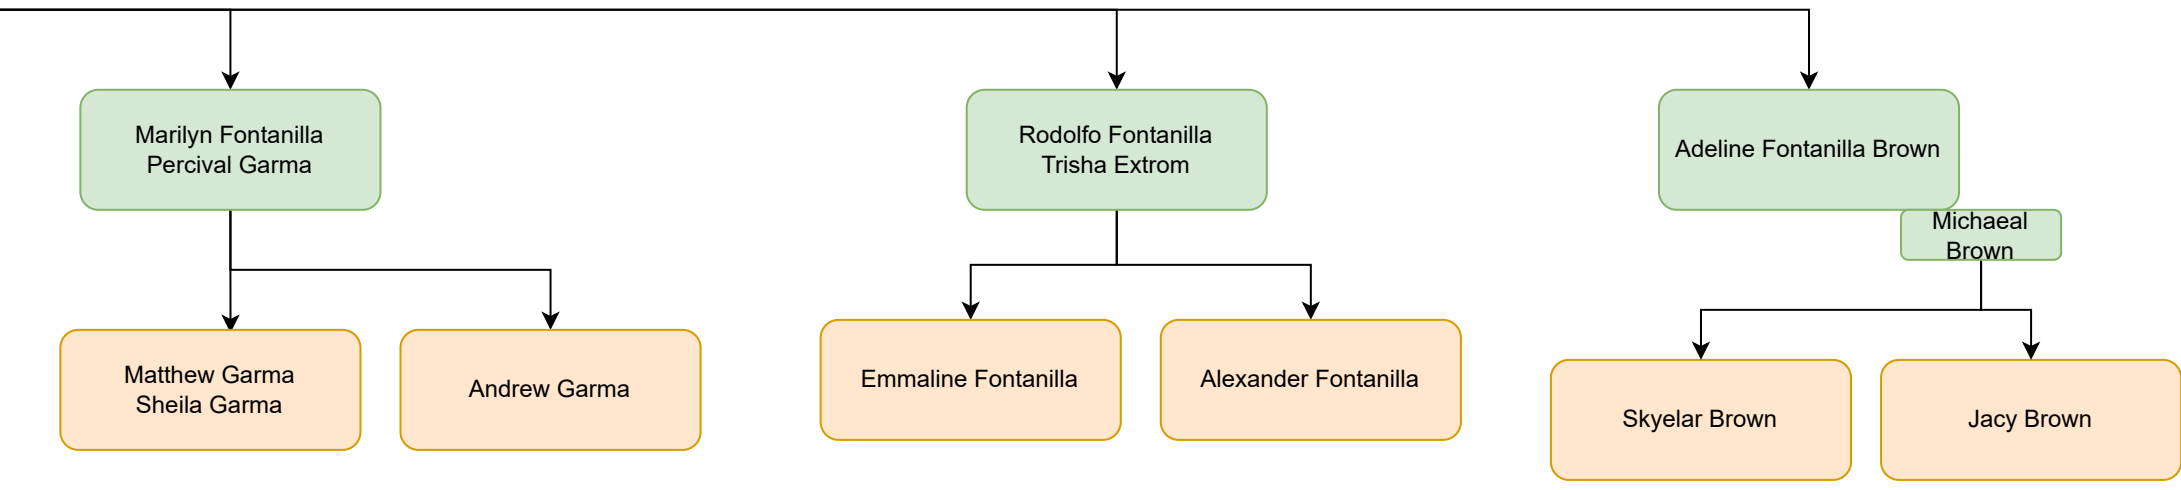 Marilyn Fontanilla
Percival Garma
Rodolfo Fontanilla
Trisha Extrom
Adeline Fontanilla Brown
Michaeal
Brown
Matthew Garma
Sheila Garma
Andrew Garma
Emmaline Fontanilla
Alexander Fontanilla
Skyelar Brown
Jacy Brown